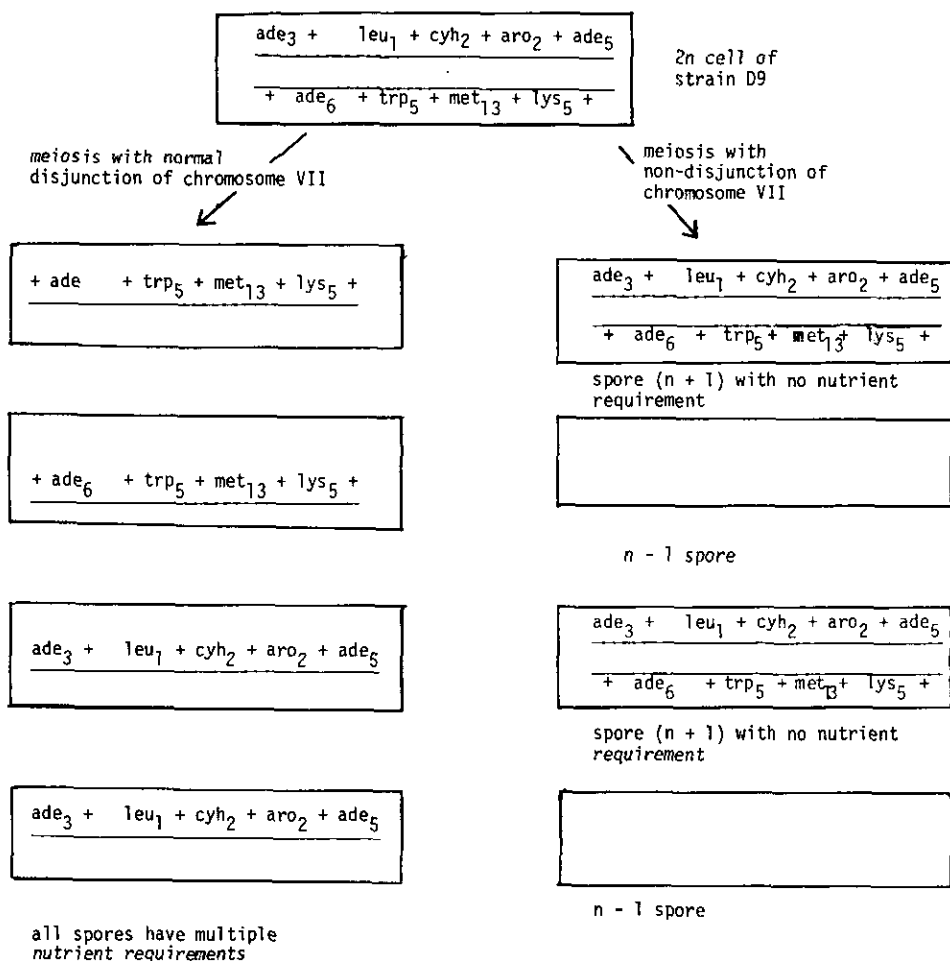 ade3 + leu1 + cyh2 + aro2 + ade5
+ ade6 + trp5 + met13 + lys5 +
2n cell of
strain D9
meiosis with normal
disjunction of chromosome VII
meiosis with
non-disjunction of
chromosome VII
+ ade + trp5 + met13 + lys5 +
+ ade6 + trp5 + met13 + lys5 +
ade3 + leu1 + cyh2 + aro2 + ade5
ade3 + leu1 + cyh2 + aro2 + ade5
all spores have multiple
nutrient requirements
ade3 + leu1 + cyh2 + aro2 + ade5
+ ade6 + trp5 + met13 + lys5 +
spore (n + 1) with no nutrient
requirement
n - 1 spore
ade3 + leu1 + cyh2 + aro2 + ade5
+ ade6 + trp5 + met13 + lys5 +
spore (n + 1) with no nutrient
requirement
n - 1 spore